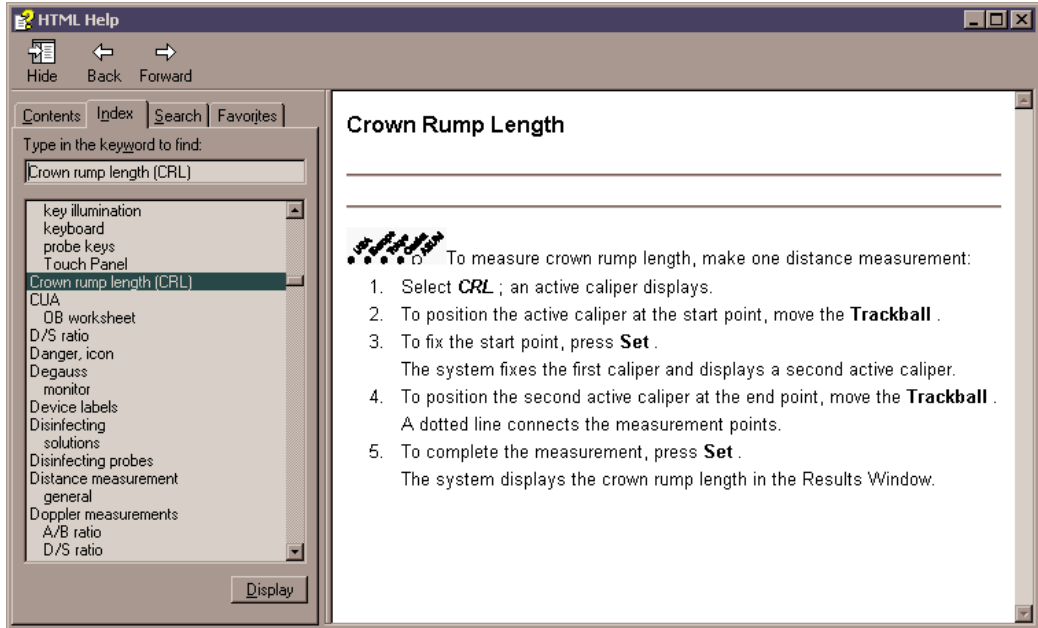 HTML Help
Hide Back Forward
Contents Index Search Favorites
Type in the keyword to find:
Crown rump length (CRL)
key illumination
keyboard
probe keys
Touch Panel
Crown rump length (CRL)
CUA
OB worksheet
D/S ratio
Danger, icon
Degauss
monitor
Device labels
Disinfecting
solutions
Disinfecting probes
Distance measurement
general
Doppler measurements
A/B ratio
D/S ratio
Display
Crown Rump Length
USA Europe Tokyo Osaka ASUM To measure crown rump length, make one distance measurement:
1. Select CRL ; an active caliper displays.
2. To position the active caliper at the start point, move the Trackball .
3. To fix the start point, press Set .
The system fixes the first caliper and displays a second active caliper.
4. To position the second active caliper at the end point, move the Trackball .
A dotted line connects the measurement points.
5. To complete the measurement, press Set .
The system displays the crown rump length in the Results Window.